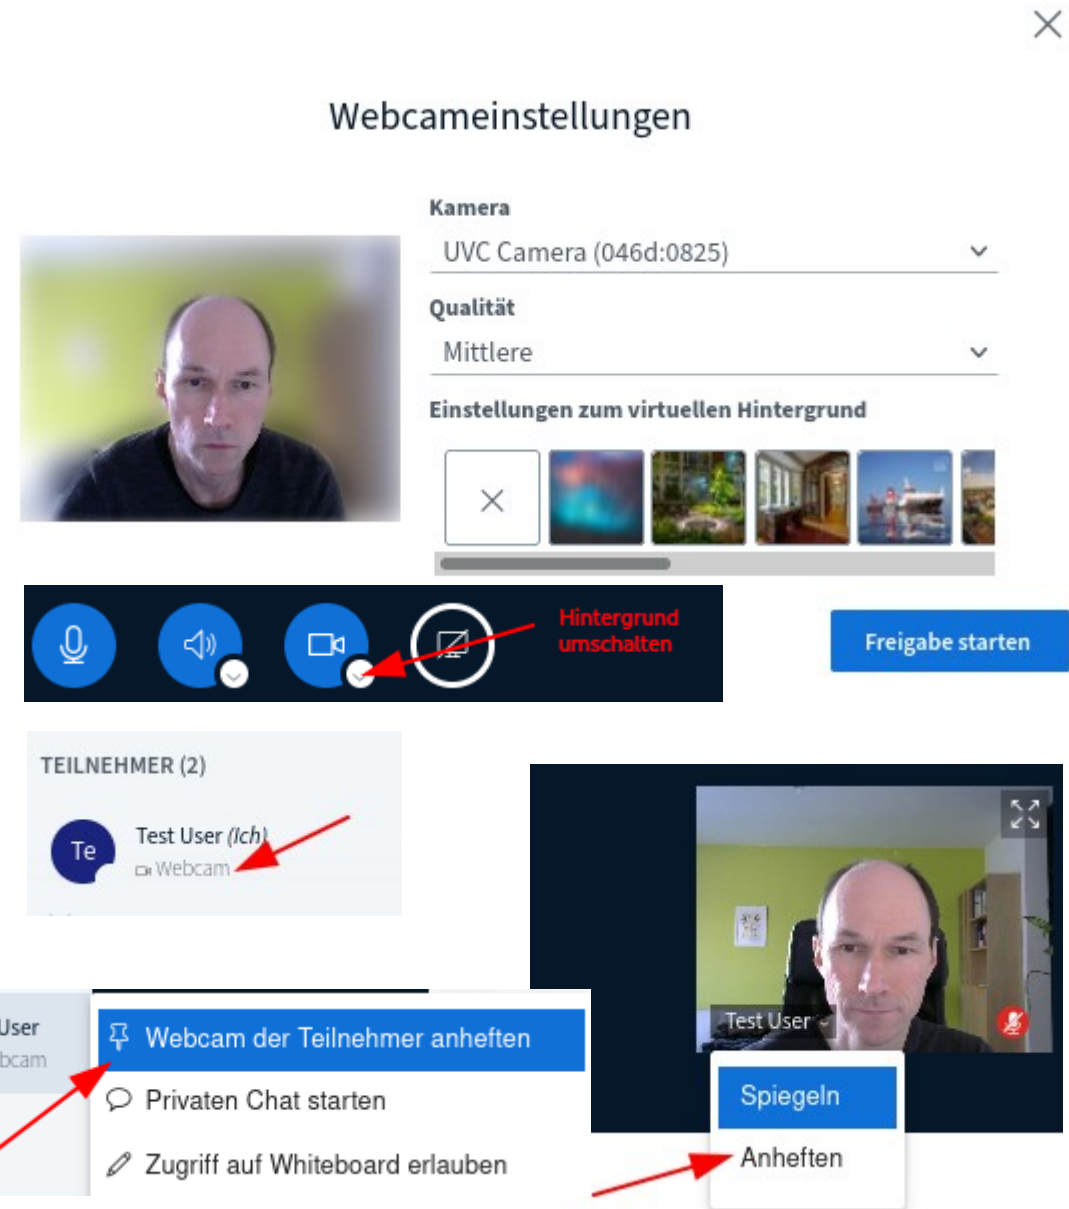 Webcameinstellungen
Kamera
UVC Camera (046d:0825)
Qualität
Mittlere
Einstellungen zum virtuellen Hintergrund
Hintergrund
umschalten
Freigabe starten
TEILNEHMER (2)
Te
Test User (Ich)
Webcam
Test User
User
bcam
Webcam der Teilnehmer anheften
Privaten Chat starten
Zugriff auf Whiteboard erlauben
Spiegeln
Anheften